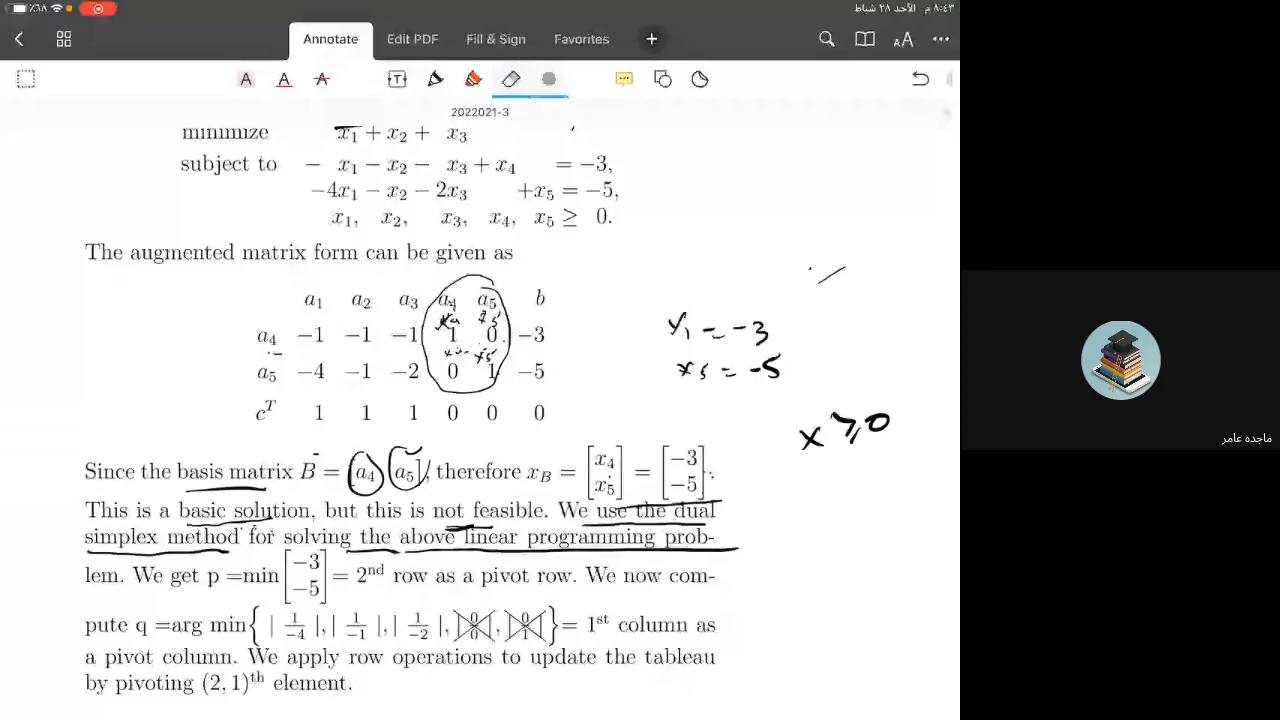 ٪٦٨ ٨:٤٣ م الأحد ٢٨ شباط
Annotate Edit PDF Fill & Sign Favorites +
2022021-3
minimize x₁ + x₂ + x₃
subject to − x₁ − x₂ − x₃ + x₄ = −3,
−4x₁ − x₂ − 2x₃ +x₅ = −5,
x₁, x₂, x₃, x₄, x₅ ≥ 0.
The augmented matrix form can be given as
a₁ a₂ a₃ a₄ a₅ b
a₄ −1 −1 −1 1 0 −3
a₅ −4 −1 −2 0 1 −5
cᵀ 1 1 1 0 0 0
x₅ = -5
x ≥ 0
Since the basis matrix B = [a₄ a₅], therefore x_B = [x₄ x₅] = [−3 −5].
This is a basic solution, but this is not feasible. We use the dual
simplex method for solving the above linear programming prob-
lem. We get p =min [−3 −5] = 2ⁿᵈ row as a pivot row. We now com-
pute q =arg min{ | 1/−4 |, | 1/−1 |, | 1/−2 |, 0/0, 0/1 }= 1ˢᵗ column as
a pivot column. We apply row operations to update the tableau
by pivoting (2, 1)ᵗʰ element.
ماجده عامر